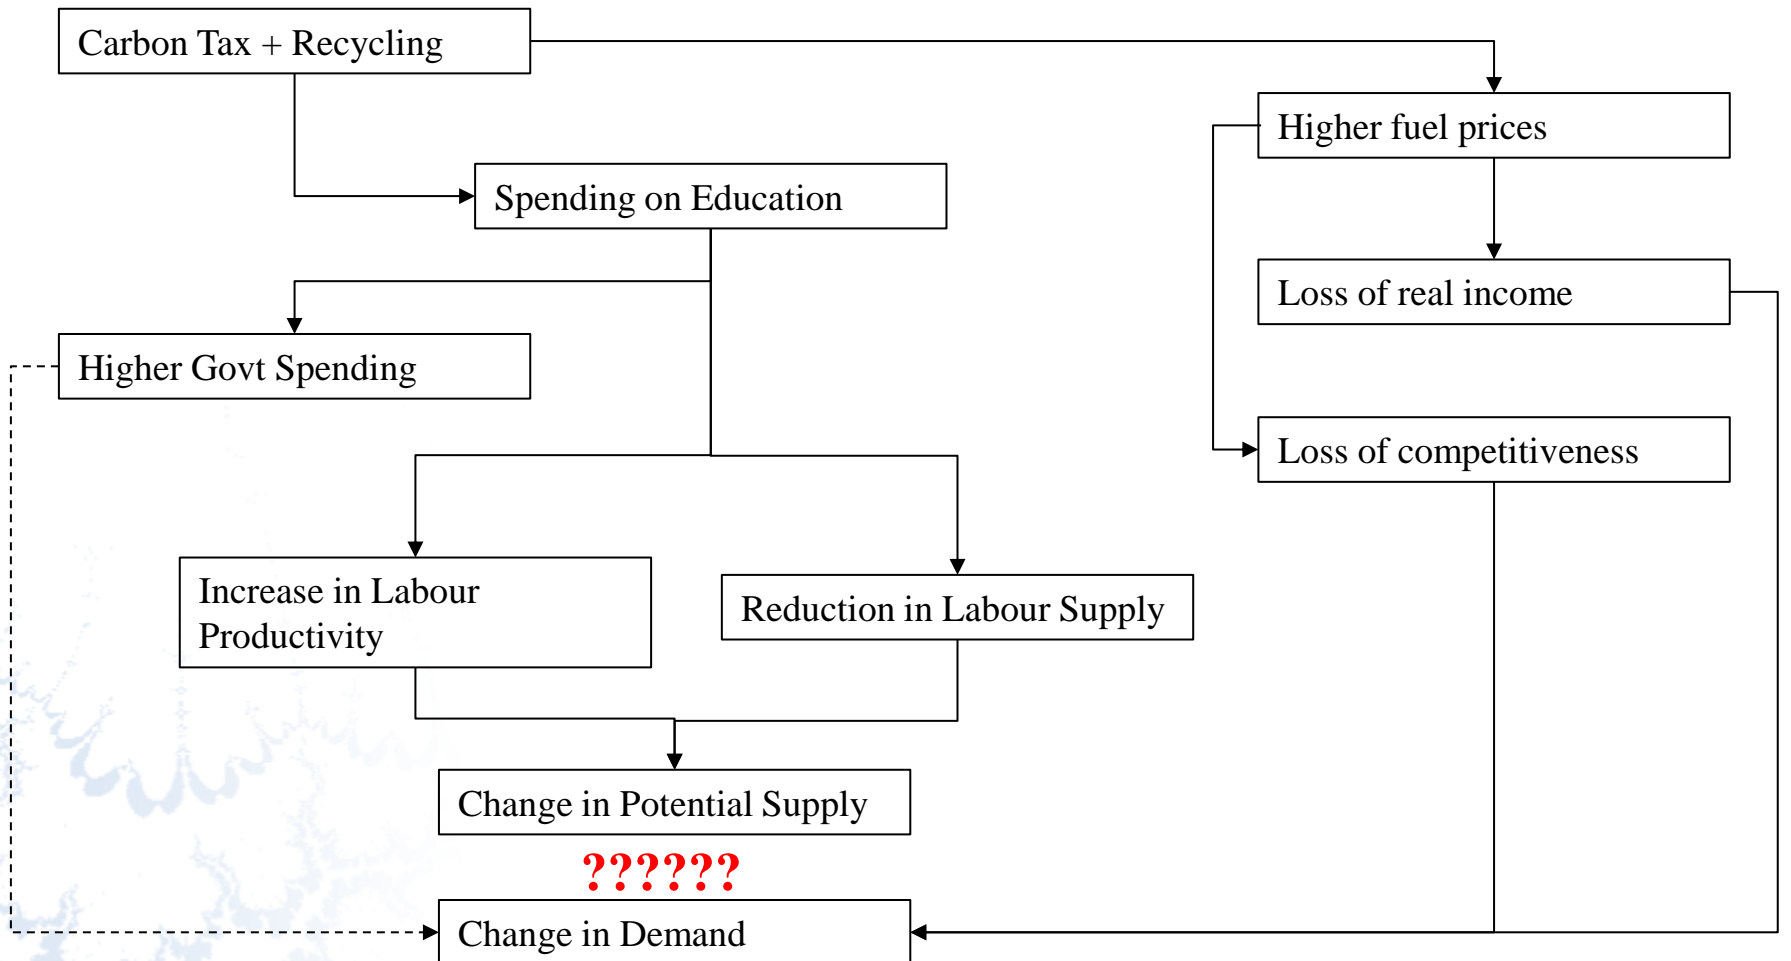 Carbon Tax + Recycling
Higher fuel prices
Spending on Education
Loss of real income
Higher Govt Spending
Loss of competitiveness
Increase in Labour
Productivity
Reduction in Labour Supply
Change in Potential Supply
??????
Change in Demand